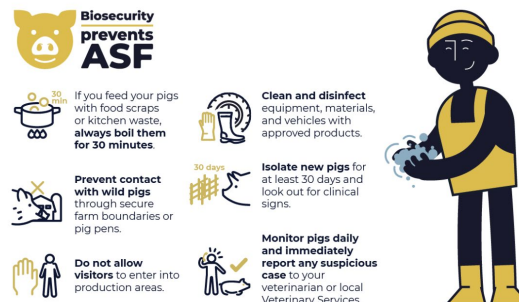 Biosecurity
prevents
ASF
30
min
If you feed your pigs
with food scraps
or kitchen waste,
always boil them
for 30 minutes.
Clean and disinfect
equipment, materials,
and vehicles with
approved products.
Prevent contact
with wild pigs
through secure
farm boundaries or
pig pens.
30 days
Isolate new pigs for
at least 30 days and
look out for clinical
signs.
Do not allow
visitors to enter into
production areas.
Monitor pigs daily
and immediately
report any suspicious
case to your
veterinarian or local
Veterinary Services